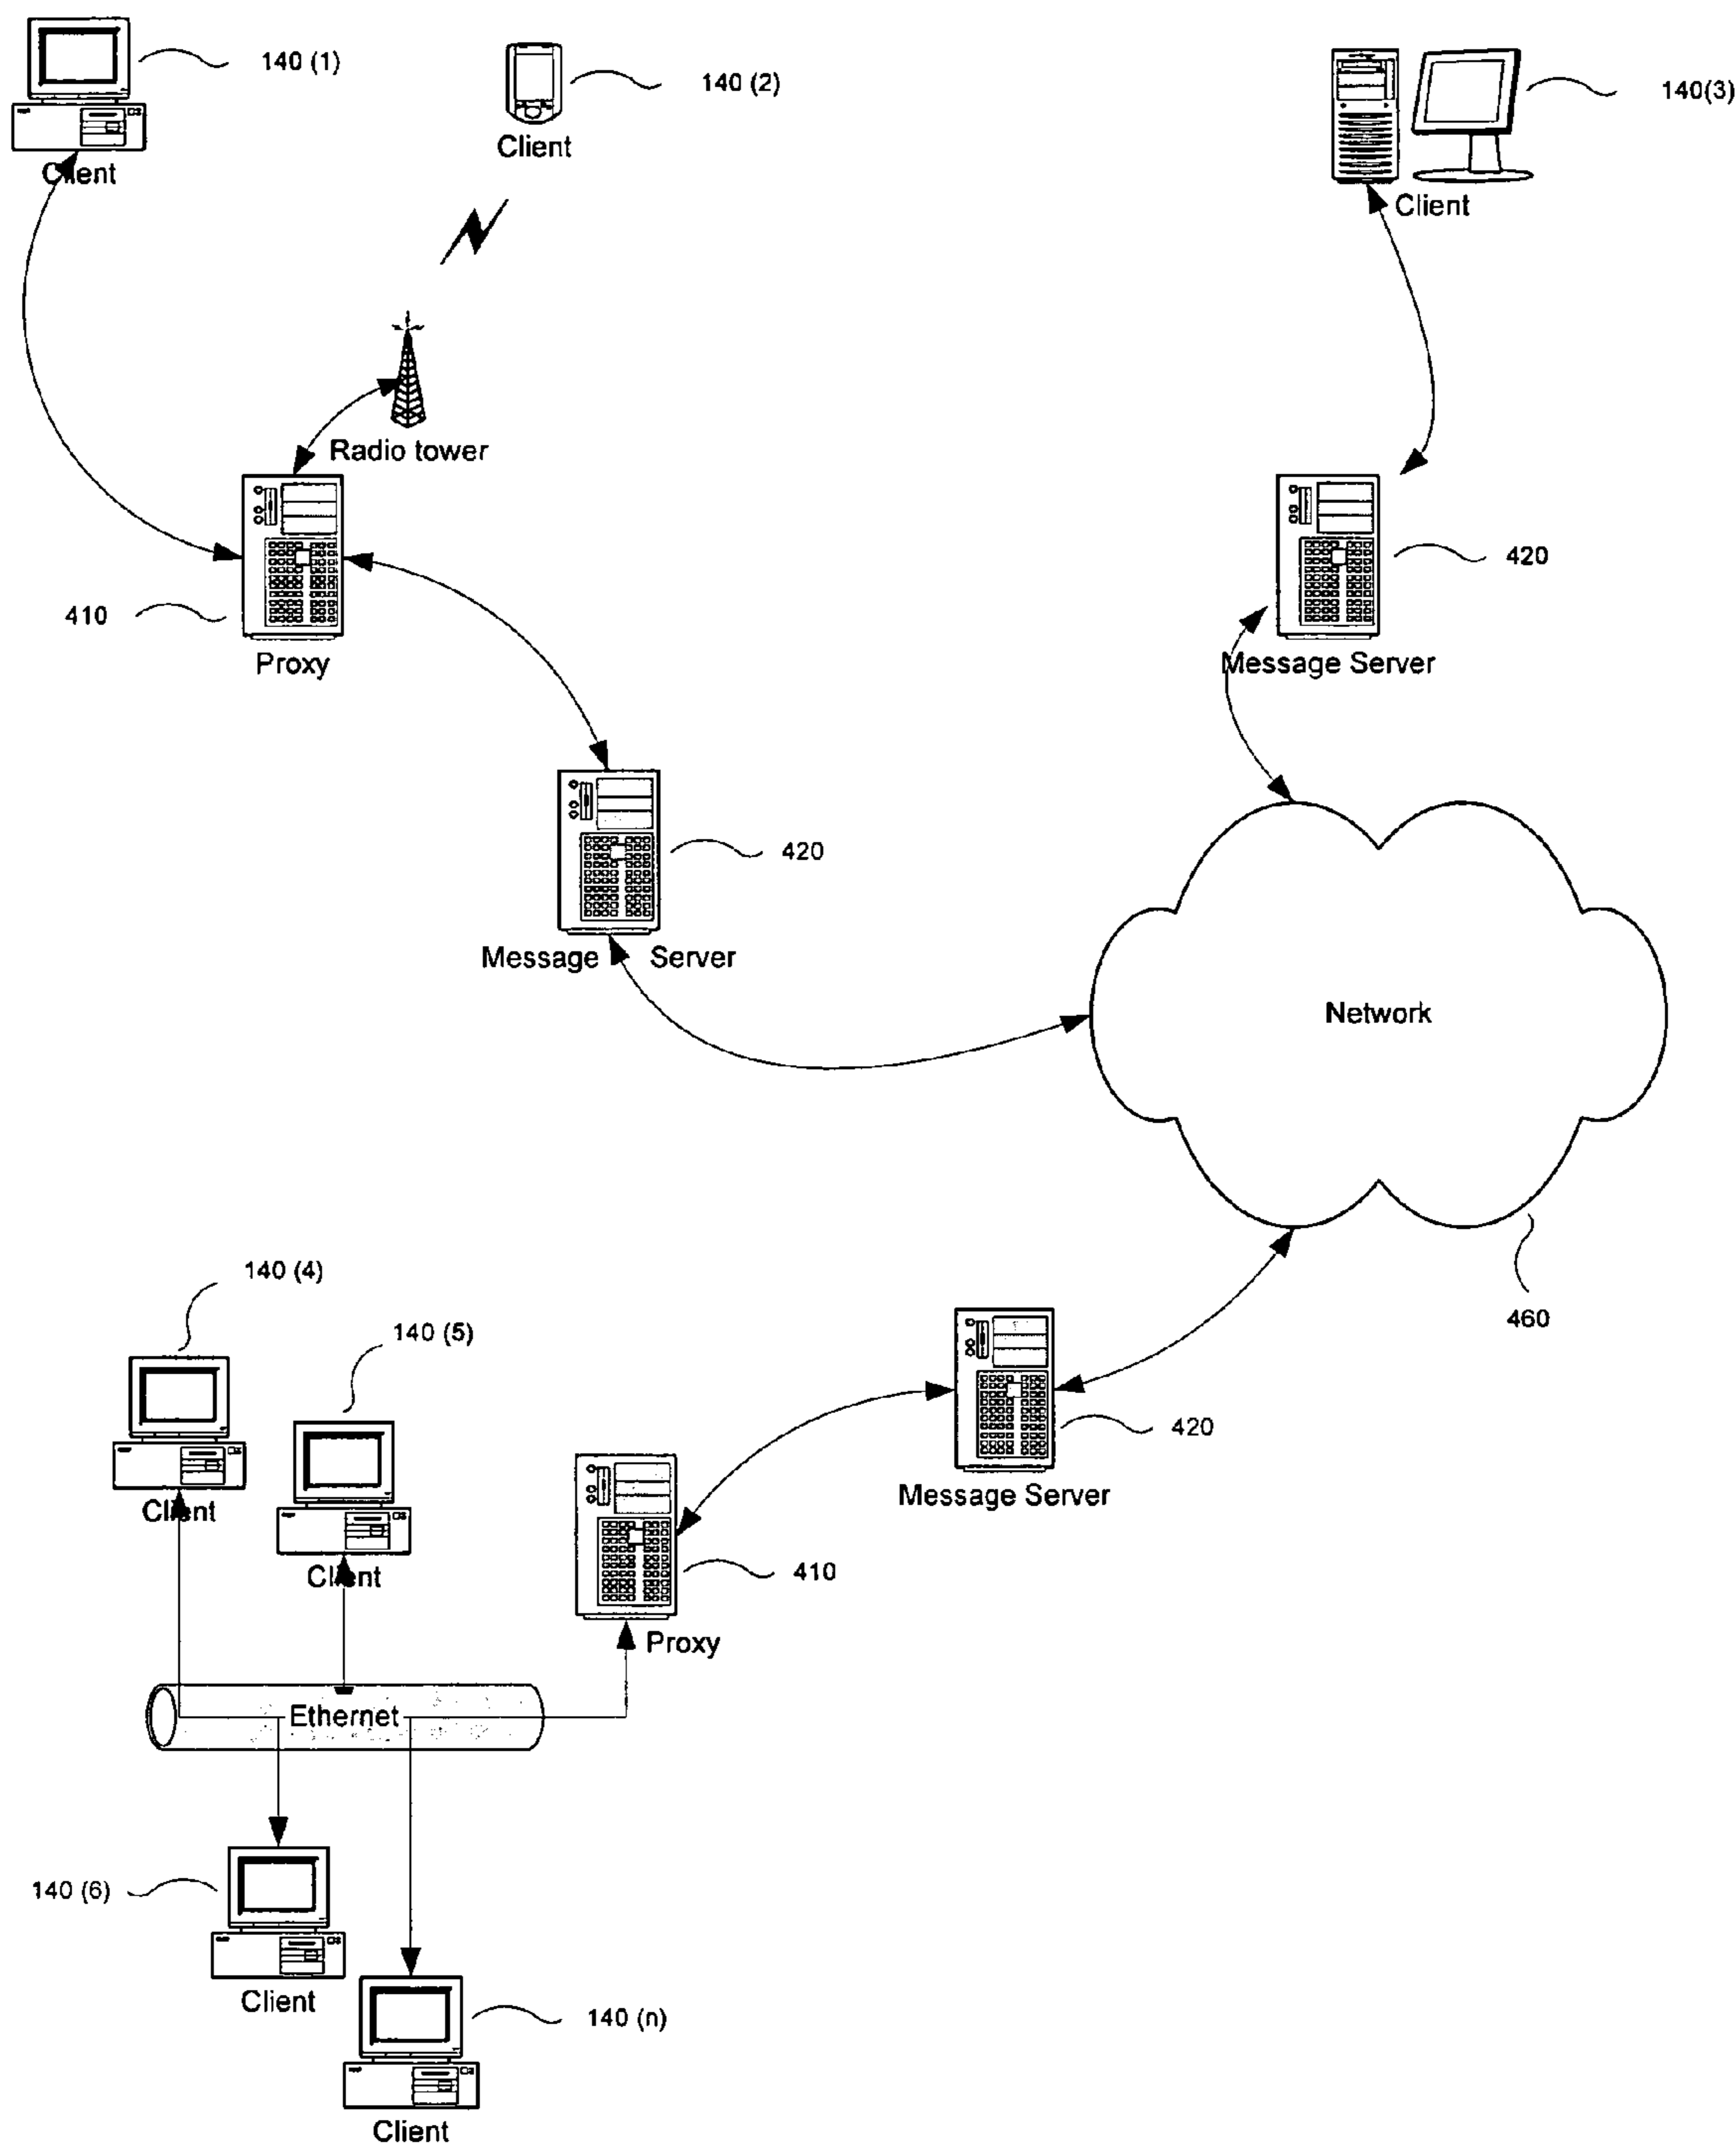 140 (1)
140 (2)
140(3)
Client
Client
Client
Radio tower
420
410
Proxy
Message Server
420
Message Server
Network
140 (4)
460
140 (5)
420
Message Server
Client
410
Client
Proxy
Ethernet
140 (6)
Client
140 (n)
Client